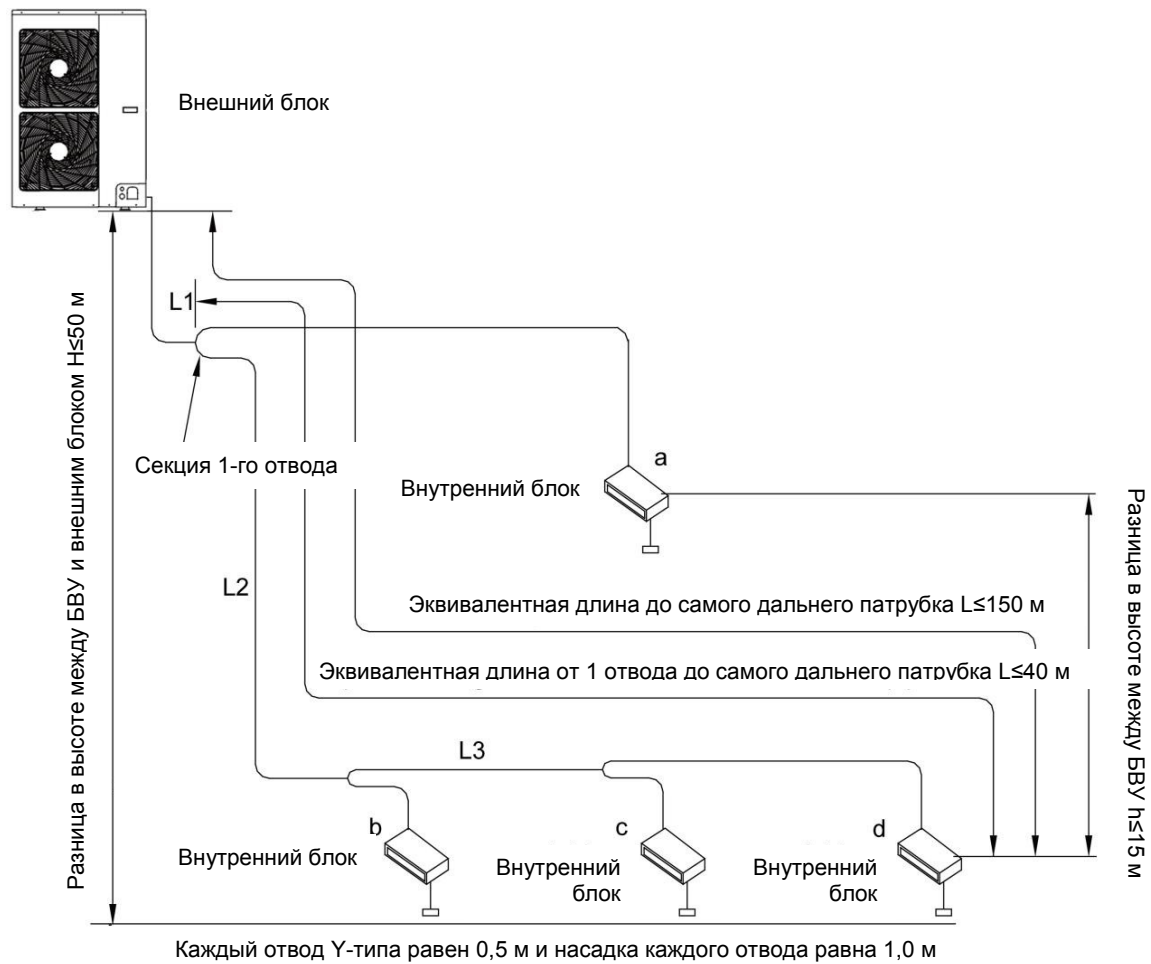 Внешний блок
Разница в высоте между БВУ и внешним блоком H≤50 м
L1
Секция 1-го отвода
a
Внутренний блок
L2
Эквивалентная длина до самого дальнего патрубка L≤150 м
Эквивалентная длина от 1 отвода до самого дальнего патрубка L≤40 м
Разница в высоте между БВУ h≤15 м
L3
b
c
d
Внутренний блок
Внутренний
блок
Внутренний
блок
Каждый отвод Y-типа равен 0,5 м и насадка каждого отвода равна 1,0 м